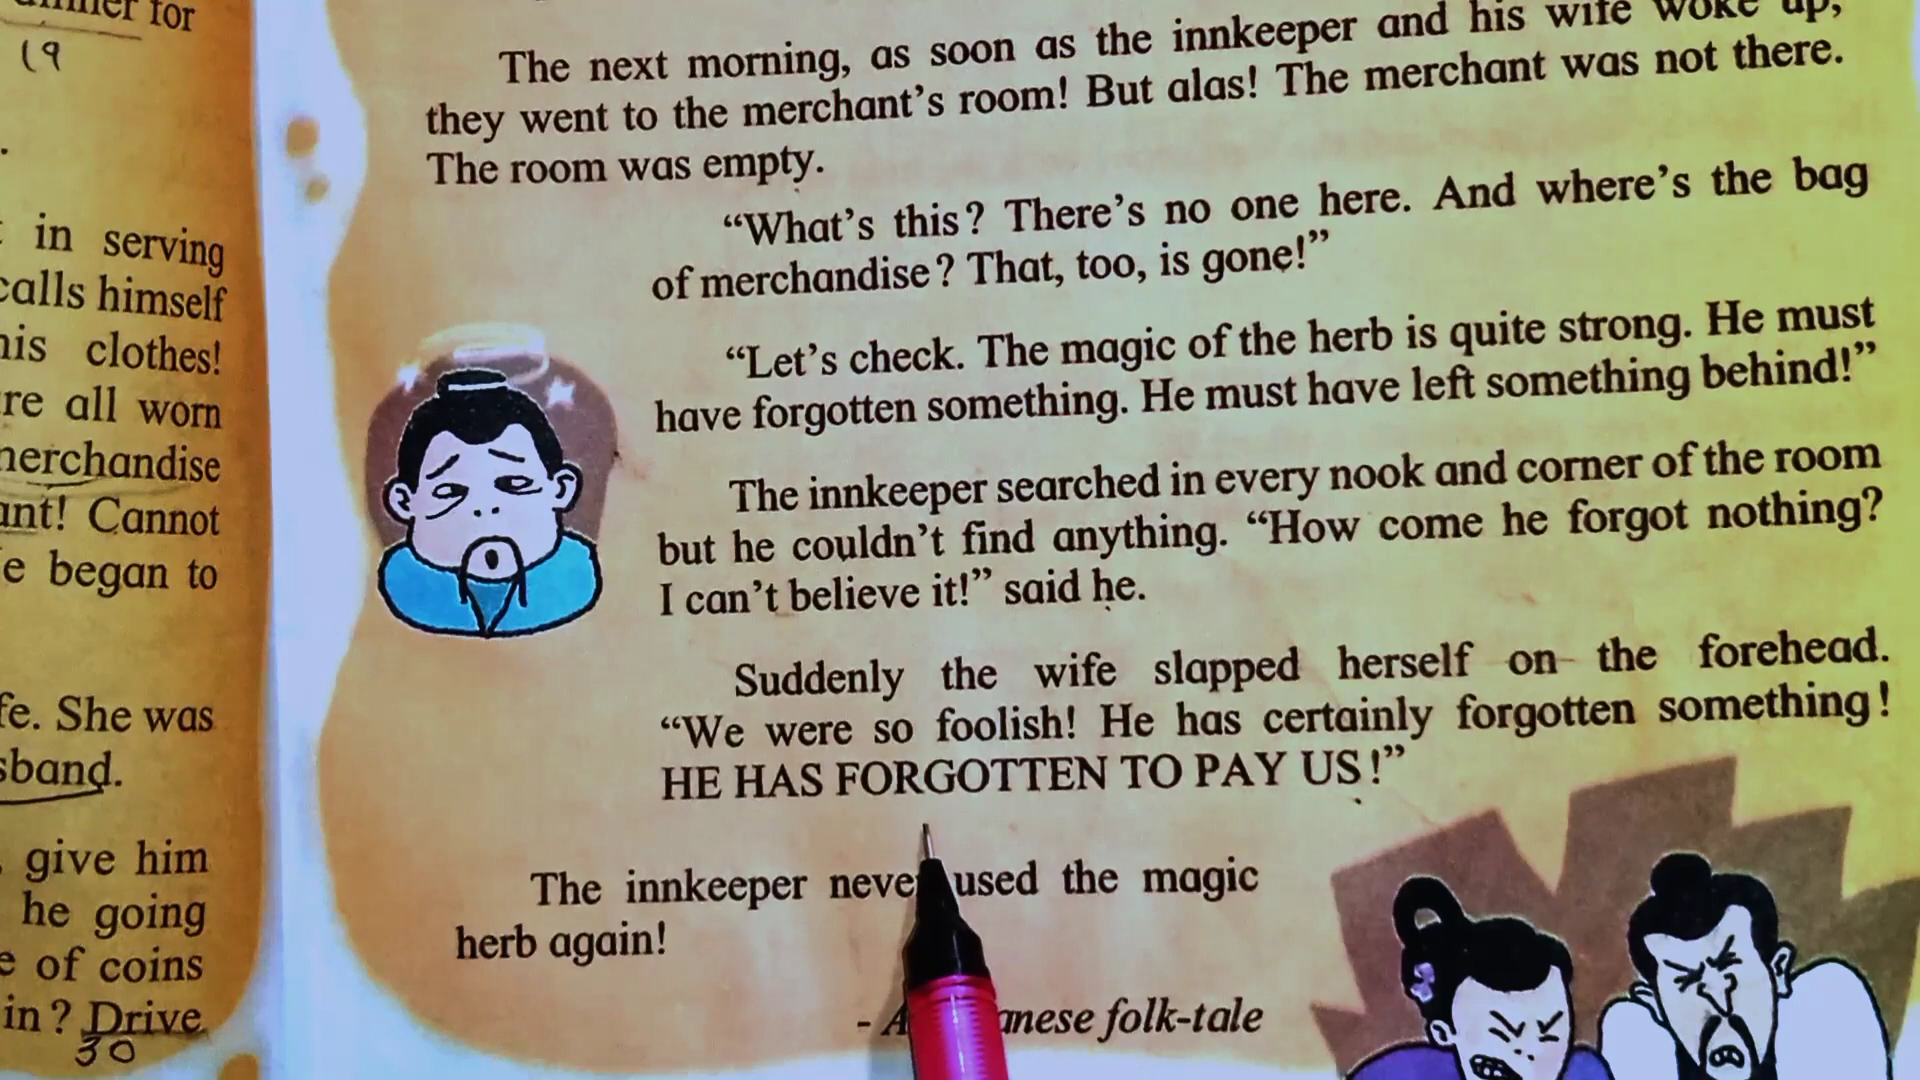 for
19
.
in serving
calls himself
his clothes!
all worn
merchandise
Cannot
began to
She was
give him
he going
of coins
in? Drive
30
The next morning, as soon as the innkeeper and his wife woke up,
they went to the merchant's room! But alas! The merchant was not there.
The room was empty.
“What's this? There's no one here. And where's the bag
of merchandise? That, too, is gone!”
“Let's check. The magic of the herb is quite strong. He must
have forgotten something. He must have left something behind!”
The innkeeper searched in every nook and corner of the room
but he couldn't find anything. “How come he forgot nothing?
I can't believe it!” said he.
Suddenly the wife slapped herself on the forehead.
“We were so foolish! He has certainly forgotten something!
HE HAS FORGOTTEN TO PAY US!”
The innkeeper never used the magic
herb again!
- folk-tale